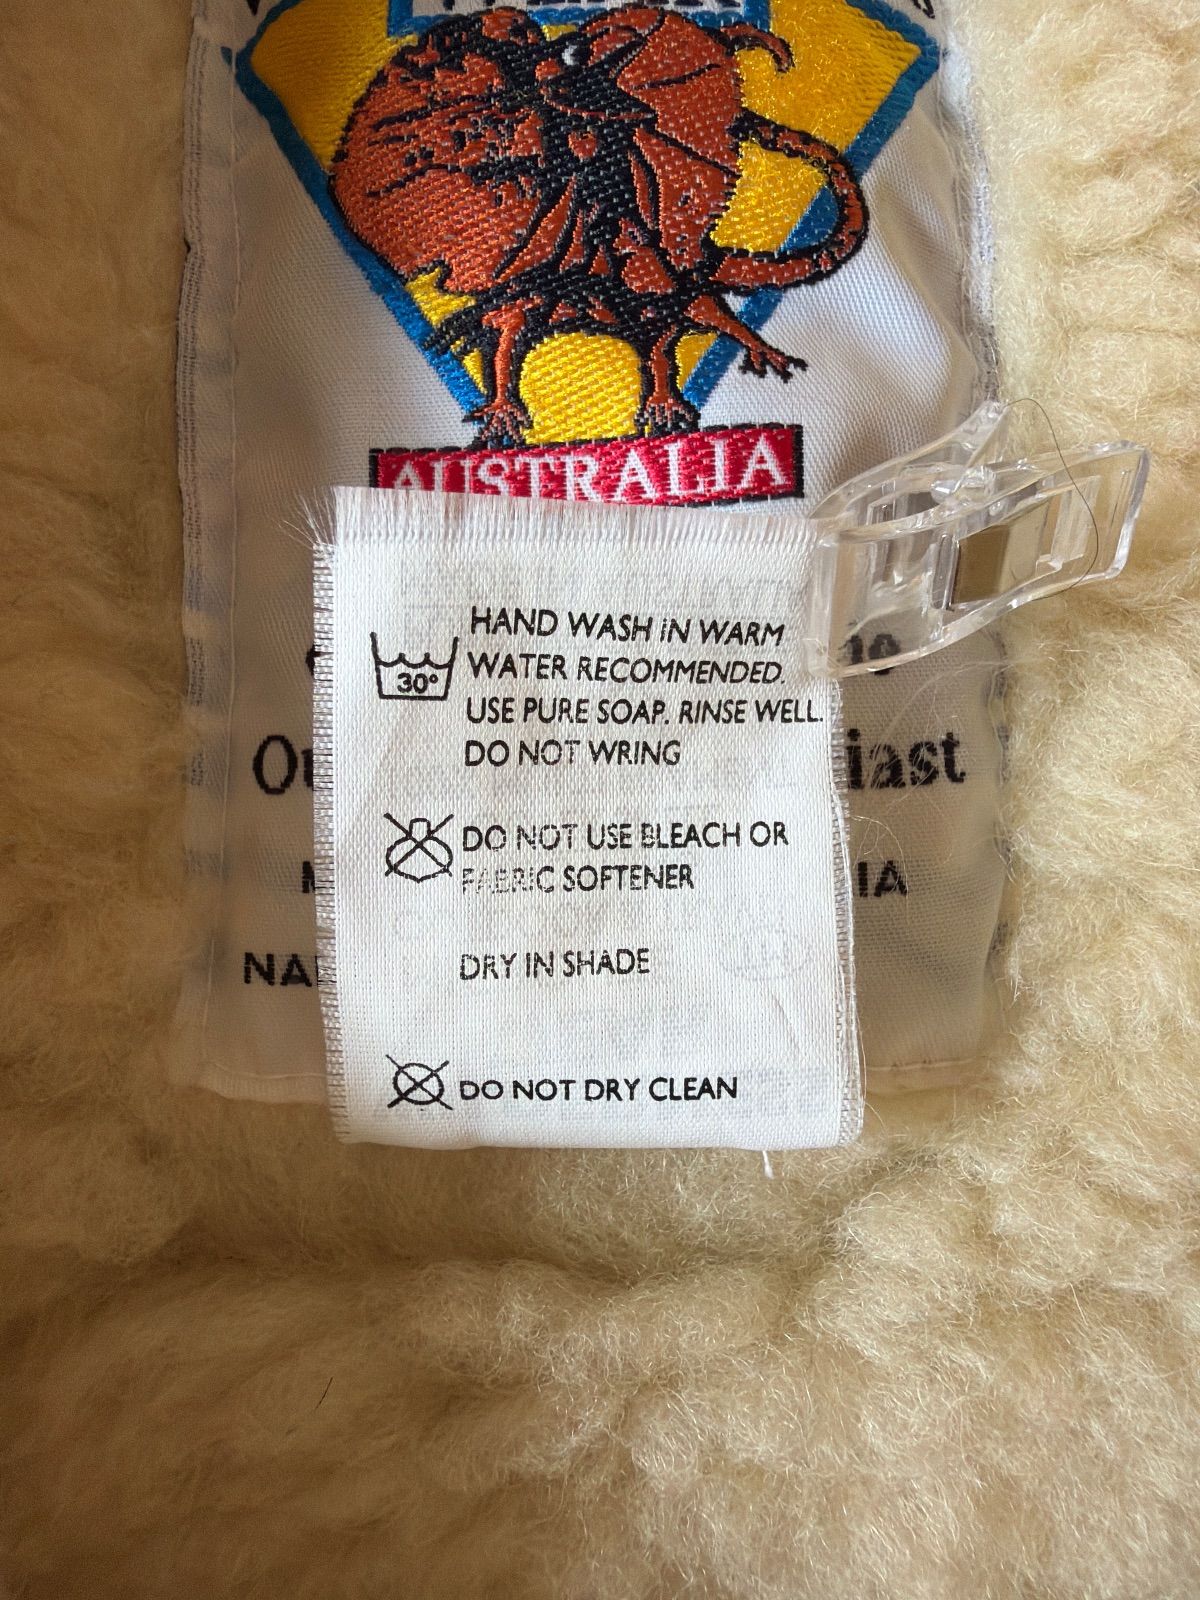 AUSTRALIA
HAND WASH IN WARM
30° WATER RECOMMENDED.
USE PURE SOAP. RINSE WELL.
DO NOT WRING
DO NOT USE BLEACH OR
FABRIC SOFTENER
DRY IN SHADE
DO NOT DRY CLEAN